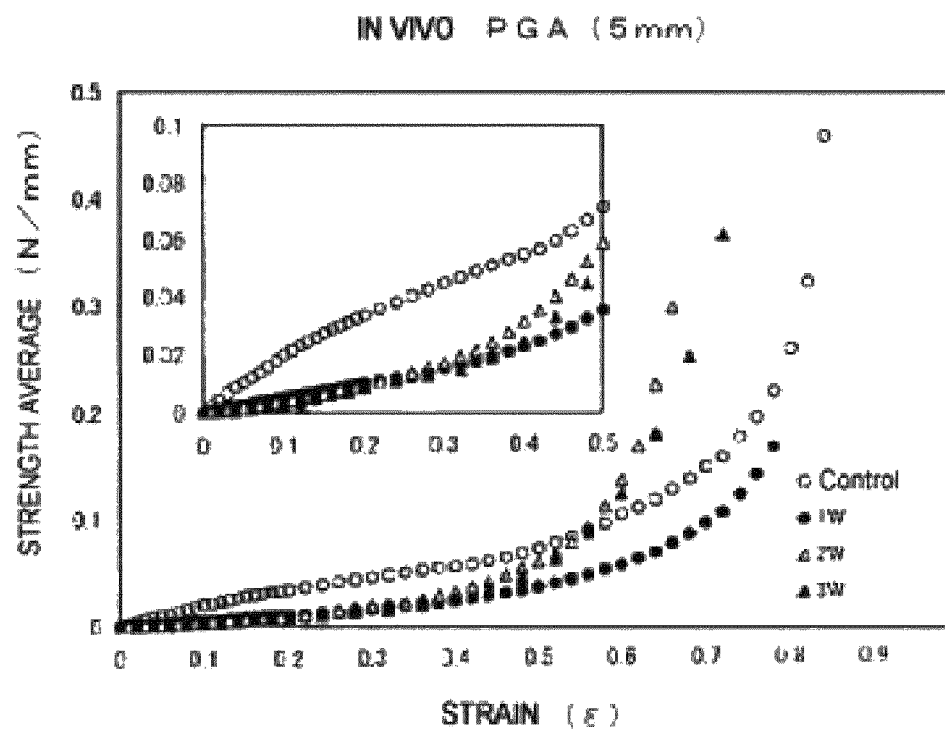 IN VIVO PGA (5mm)
STRENGTH AVERAGE (N/mm)
0.5
0.4
0.3
0.2
0.1
0
0.1
0.08
0.06
0.04
0.02
0
0 0.1 0.2 0.3 0.4 0.5
Control
1W
2W
3W
0 0.1 0.2 0.3 0.4 0.5 0.6 0.7 0.8 0.9
STRAIN (ε)